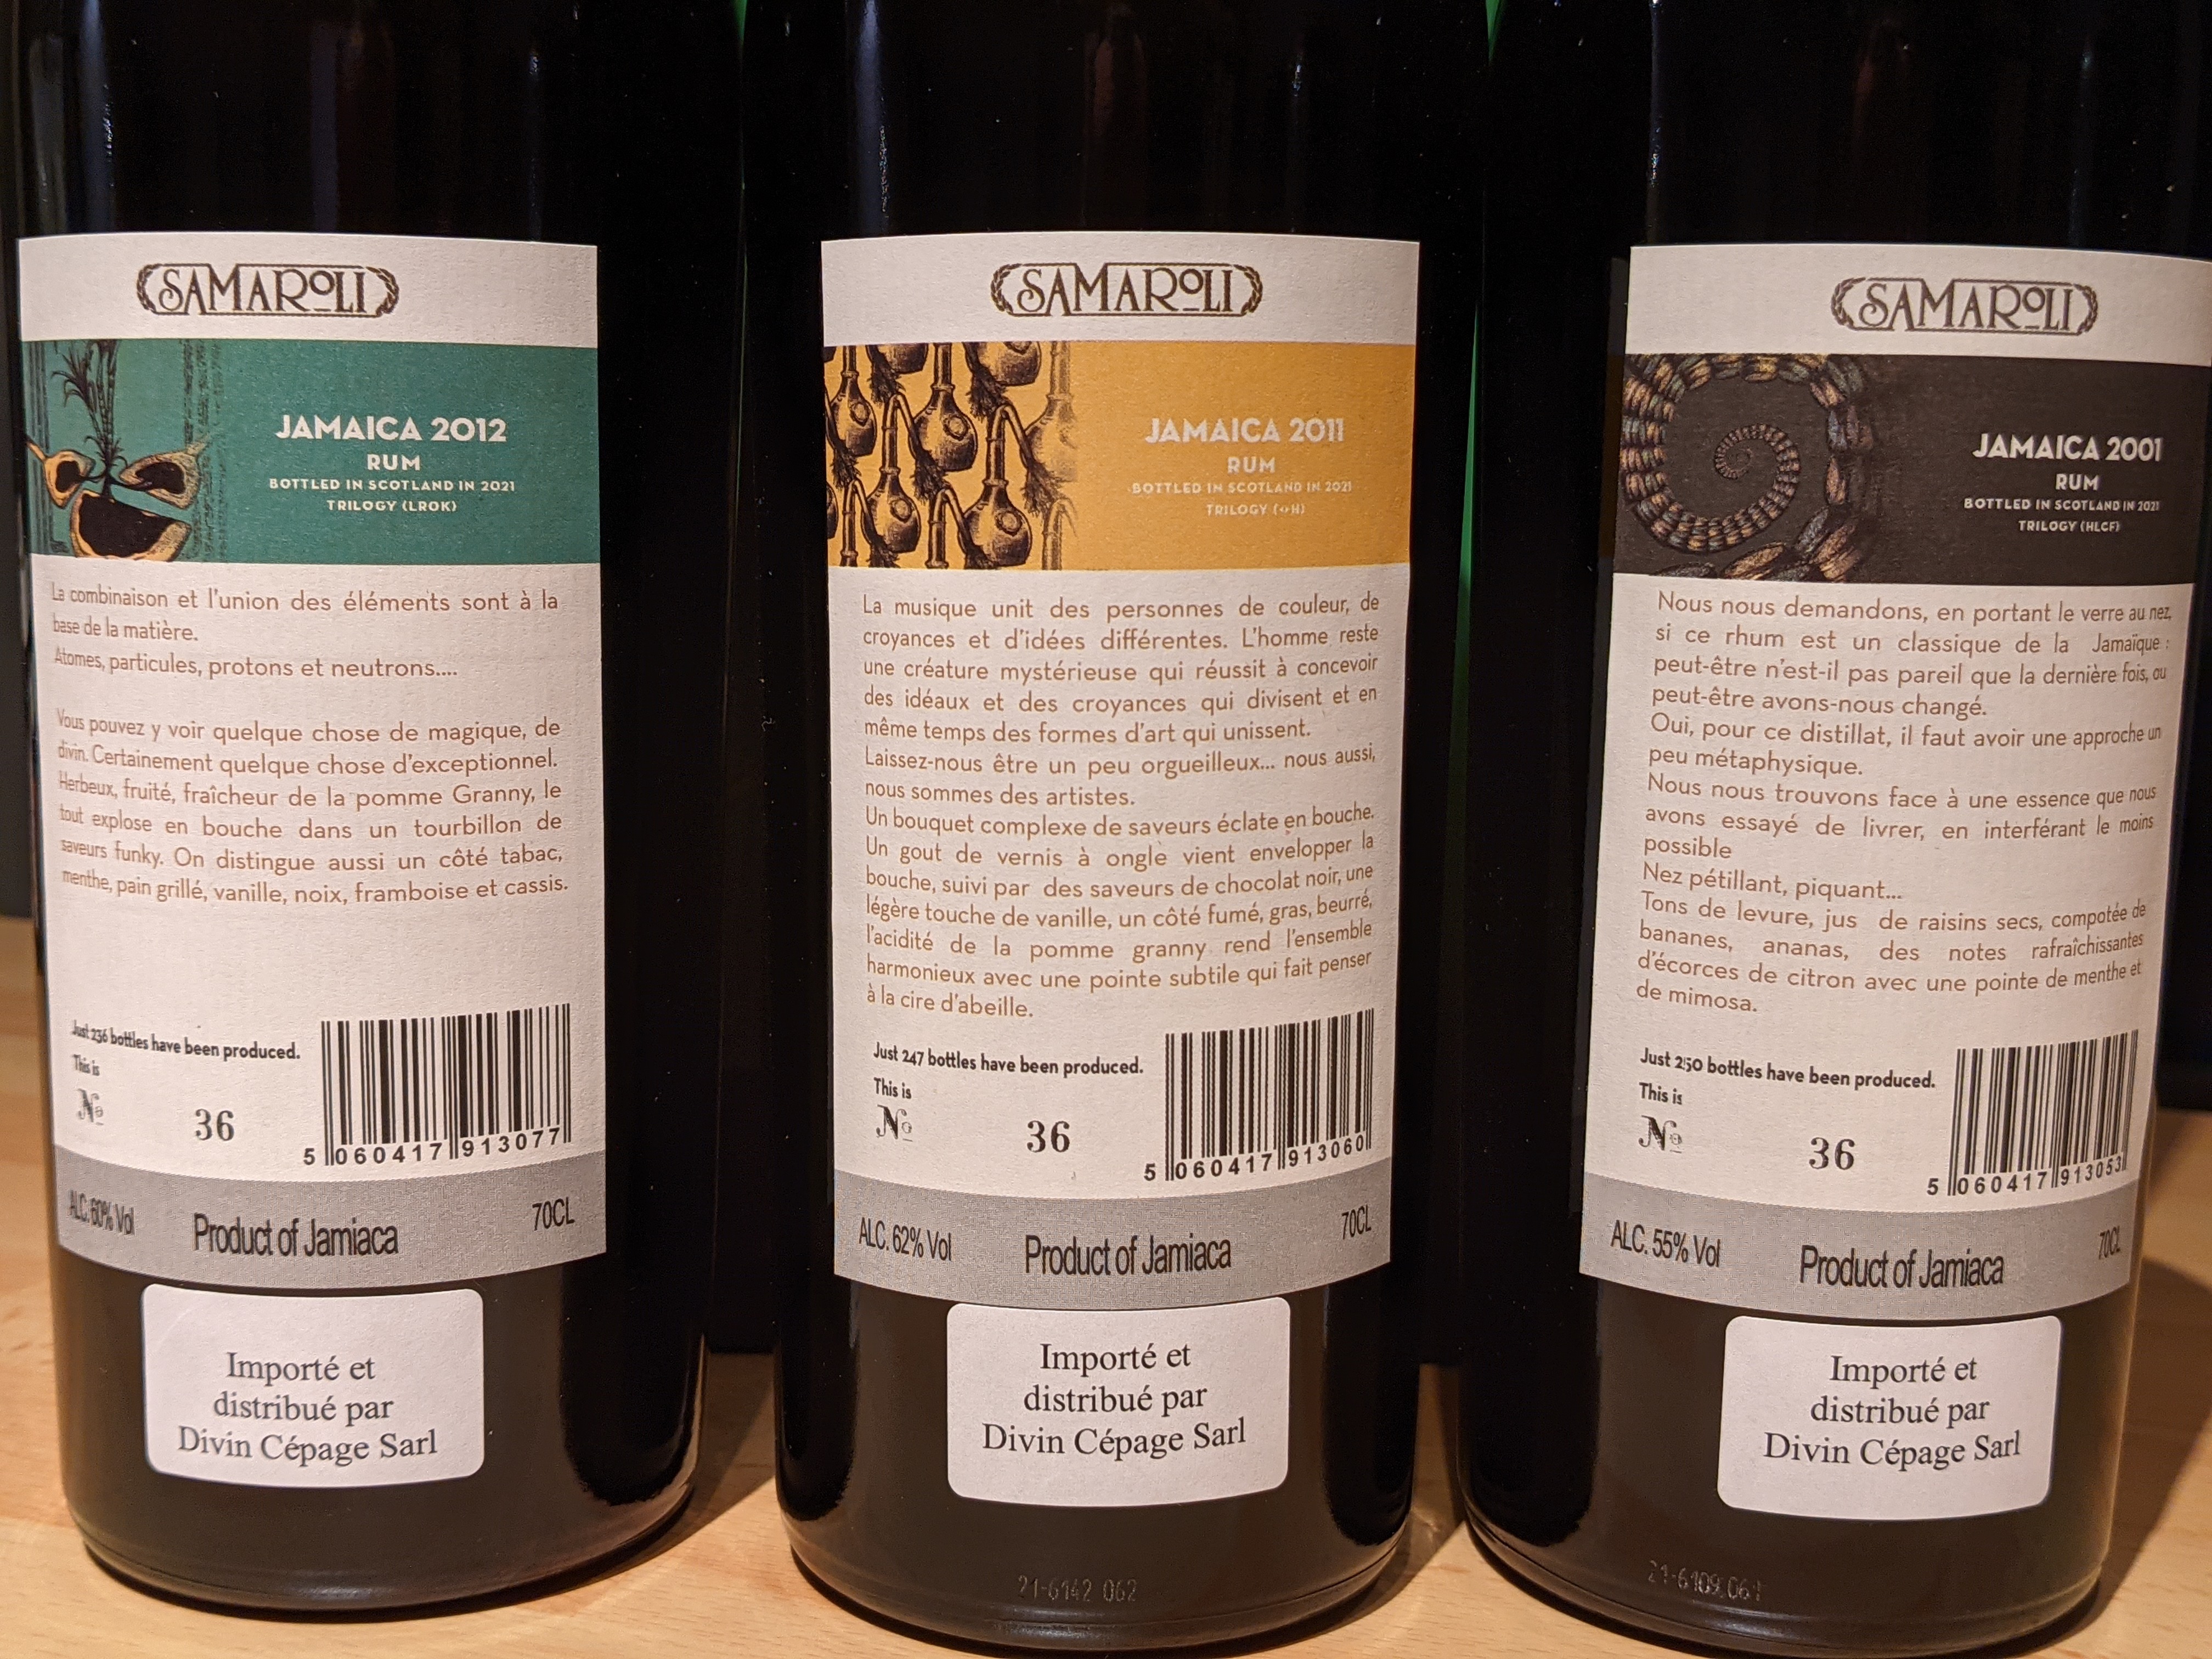 SAMAROLI
JAMAICA 2012
RUM
BOTTLED IN SCOTLAND IN 2021
TRILOGY (LROK)
La combinaison et l'union des éléments sont à la
base de la matière.
Atomes, particules, protons et neutrons....
Vous pouvez y voir quelque chose de magique, de
divin. Certainement quelque chose d'exceptionnel.
Herbeux, fruité, fraîcheur de la pomme Granny, le
tout explose en bouche dans un tourbillon de
saveurs funky. On distingue aussi un côté tabac,
menthe, pain grillé, vanille, noix, framboise et cassis.
Just 236 bottles have been produced.
This is
No 36
5 060417 913077
ALC. 60% Vol
Product of Jamiaca
70CL
Importé et
distribué par
Divin Cépage Sarl
SAMAROLI
JAMAICA 2011
RUM
BOTTLED IN SCOTLAND IN 2021
TRILOGY (<>H)
La musique unit des personnes de couleur, de
croyances et d'idées différentes. L'homme reste
une créature mystérieuse qui réussit à concevoir
des idéaux et des croyances qui divisent et en
même temps des formes d'art qui unissent.
Laissez-nous être un peu orgueilleux... nous aussi,
nous sommes des artistes.
Un bouquet complexe de saveurs éclate en bouche.
Un gout de vernis à ongle vient envelopper la
bouche, suivi par des saveurs de chocolat noir, une
légère touche de vanille, un côté fumé, gras, beurré,
l'acidité de la pomme granny rend l'ensemble
harmonieux avec une pointe subtile qui fait penser
à la cire d'abeille.
Just 247 bottles have been produced.
This is
No 36
5 060417 913060
ALC. 62% Vol
Product of Jamiaca
70CL
Importé et
distribué par
Divin Cépage Sarl
21-6142 062
SAMAROLI
JAMAICA 2001
RUM
BOTTLED IN SCOTLAND IN 2021
TRILOGY (HLCF)
Nous nous demandons, en portant le verre au nez,
si ce rhum est un classique de la Jamaïque :
peut-être n'est-il pas pareil que la dernière fois, ou
peut-être avons-nous changé.
Oui, pour ce distillat, il faut avoir une approche un
peu métaphysique.
Nous nous trouvons face à une essence que nous
avons essayé de livrer, en interférant le moins
possible
Nez pétillant, piquant...
Tons de levure, jus de raisins secs, compotée de
bananes, ananas, des notes rafraîchissantes
d'écorces de citron avec une pointe de menthe et
de mimosa.
Just 250 bottles have been produced.
This is
No 36
5 060417 913053
ALC. 55% Vol
Product of Jamiaca
70CL
Importé et
distribué par
Divin Cépage Sarl
21-6109 061